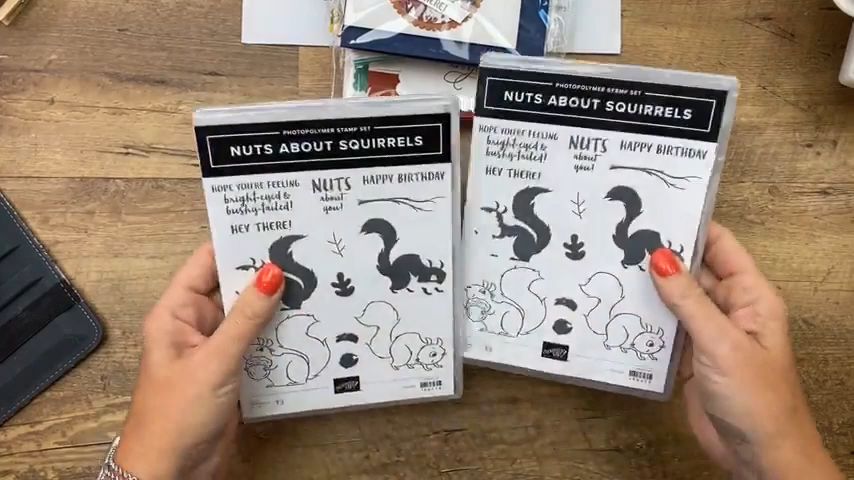 PHOTOPOLYMER STAMP SET
NUTS ABOUT SQUIRRELS
HOPE YOU'RE FEELING
bright-eyed &
bushy-tailed!
NUTS
about
you!
HAPPY BIRTHDAY
HEY THERE!
PHOTOPOLYMER STAMP SET
NUTS ABOUT SQUIRRELS
HOPE YOU'RE FEELING
bright-eyed &
bushy-tailed!
NUTS
about
you!
HAPPY BIRTHDAY
HEY THERE!
13
13